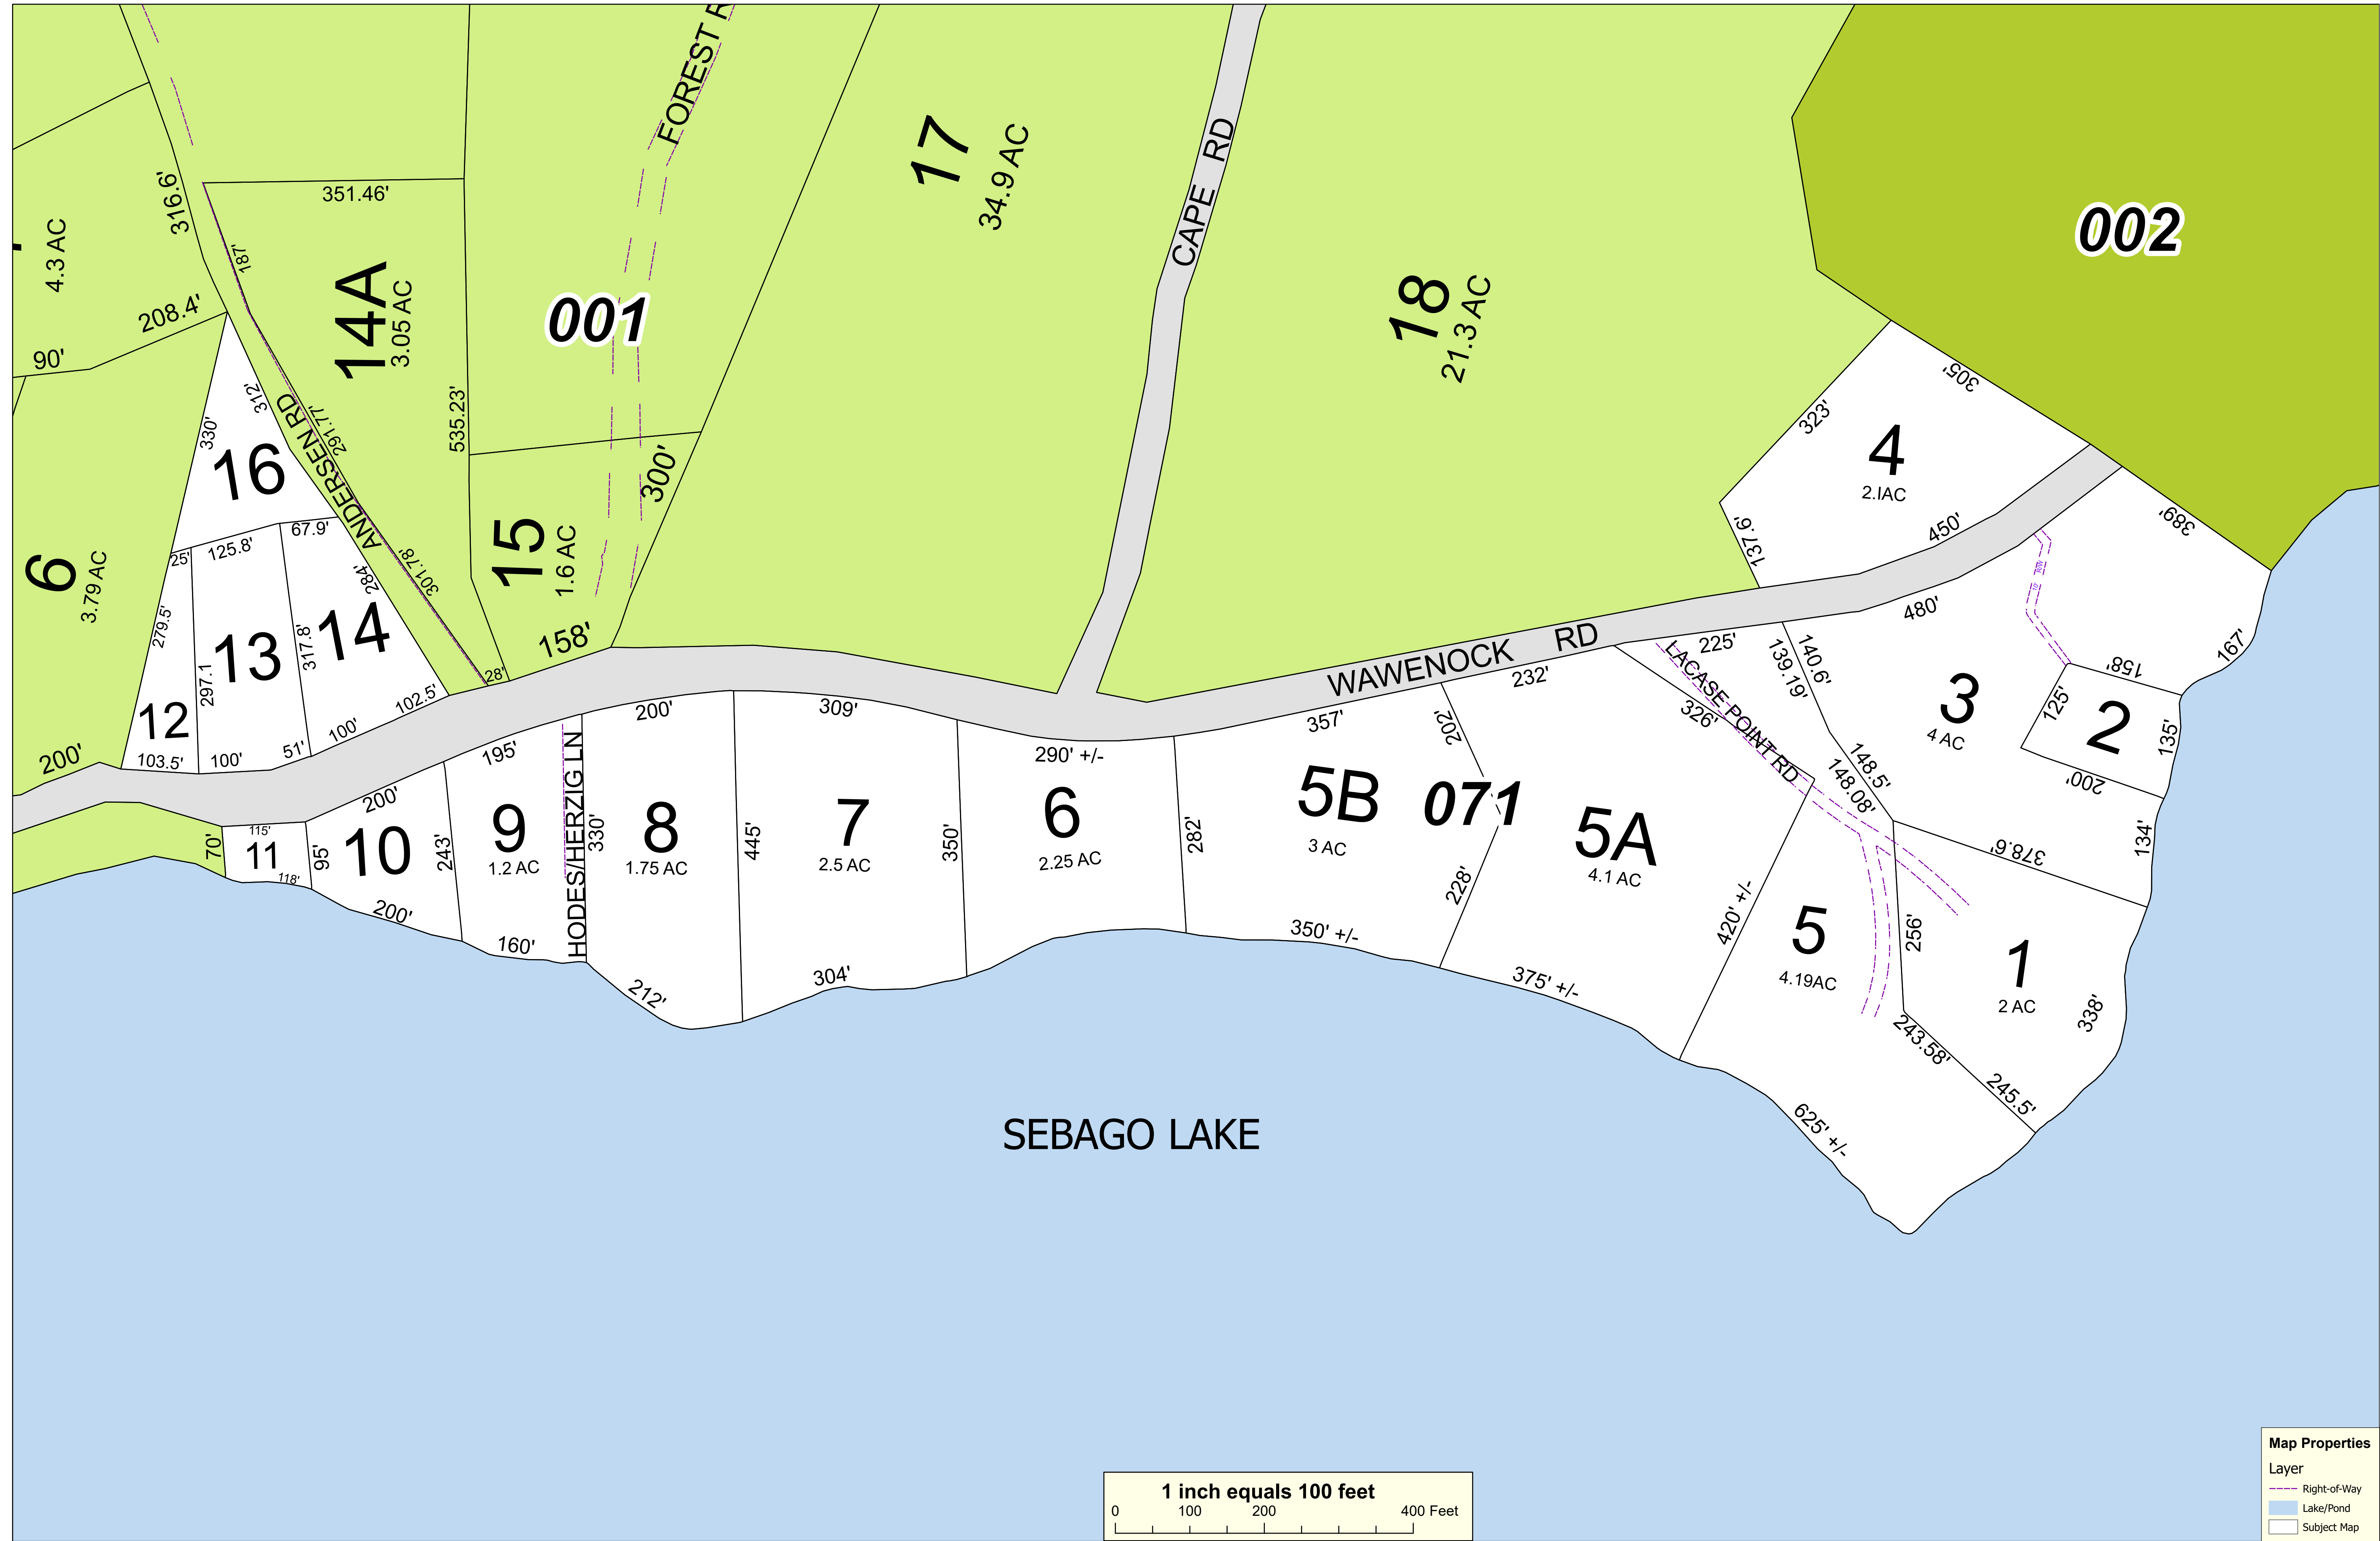 FOREST R
17
34.9 AC
CAPE RD
18
21.3 AC
002
316.6'
351.46'
187'
4.3 AC
208.4'
90'
14A
3.05 AC
001
535.23'
300'
312'
330'
16
ANDERSEN RD
291.77'
301.78'
6
3.79 AC
25'
125.8'
67.9'
284'
279.5'
13
297.1
317.8'
14
12
103.5'
100'
51'
100'
102.5'
28'
200'
15
1.6 AC
158'
305'
323'
4
2.IAC
137.6'
450'
389'
480'
167'
WAWENOCK RD
225'
232'
LACASE POINT RD
326'
140.6'
139.19'
148.5'
148.08'
3
4 AC
158'
125'
2
135'
200'
134'
378.6'
70'
115'
11
118'
95'
200'
10
243'
200'
195'
9
1.2 AC
160'
HODES/HERZIG LN
330'
200'
8
1.75 AC
212'
445'
309'
7
2.5 AC
304'
350'
290' +/-
6
2.25 AC
282'
357'
5B
3 AC
350' +/-
202'
071
228'
5A
4.1 AC
375' +/-
420' +/-
5
4.19AC
256'
1
2 AC
338'
243.58'
245.5'
625' +/-
SEBAGO LAKE
1 inch equals 100 feet
0 100 200 400 Feet
Map Properties
Layer
Right-of-Way
Lake/Pond
Subject Map